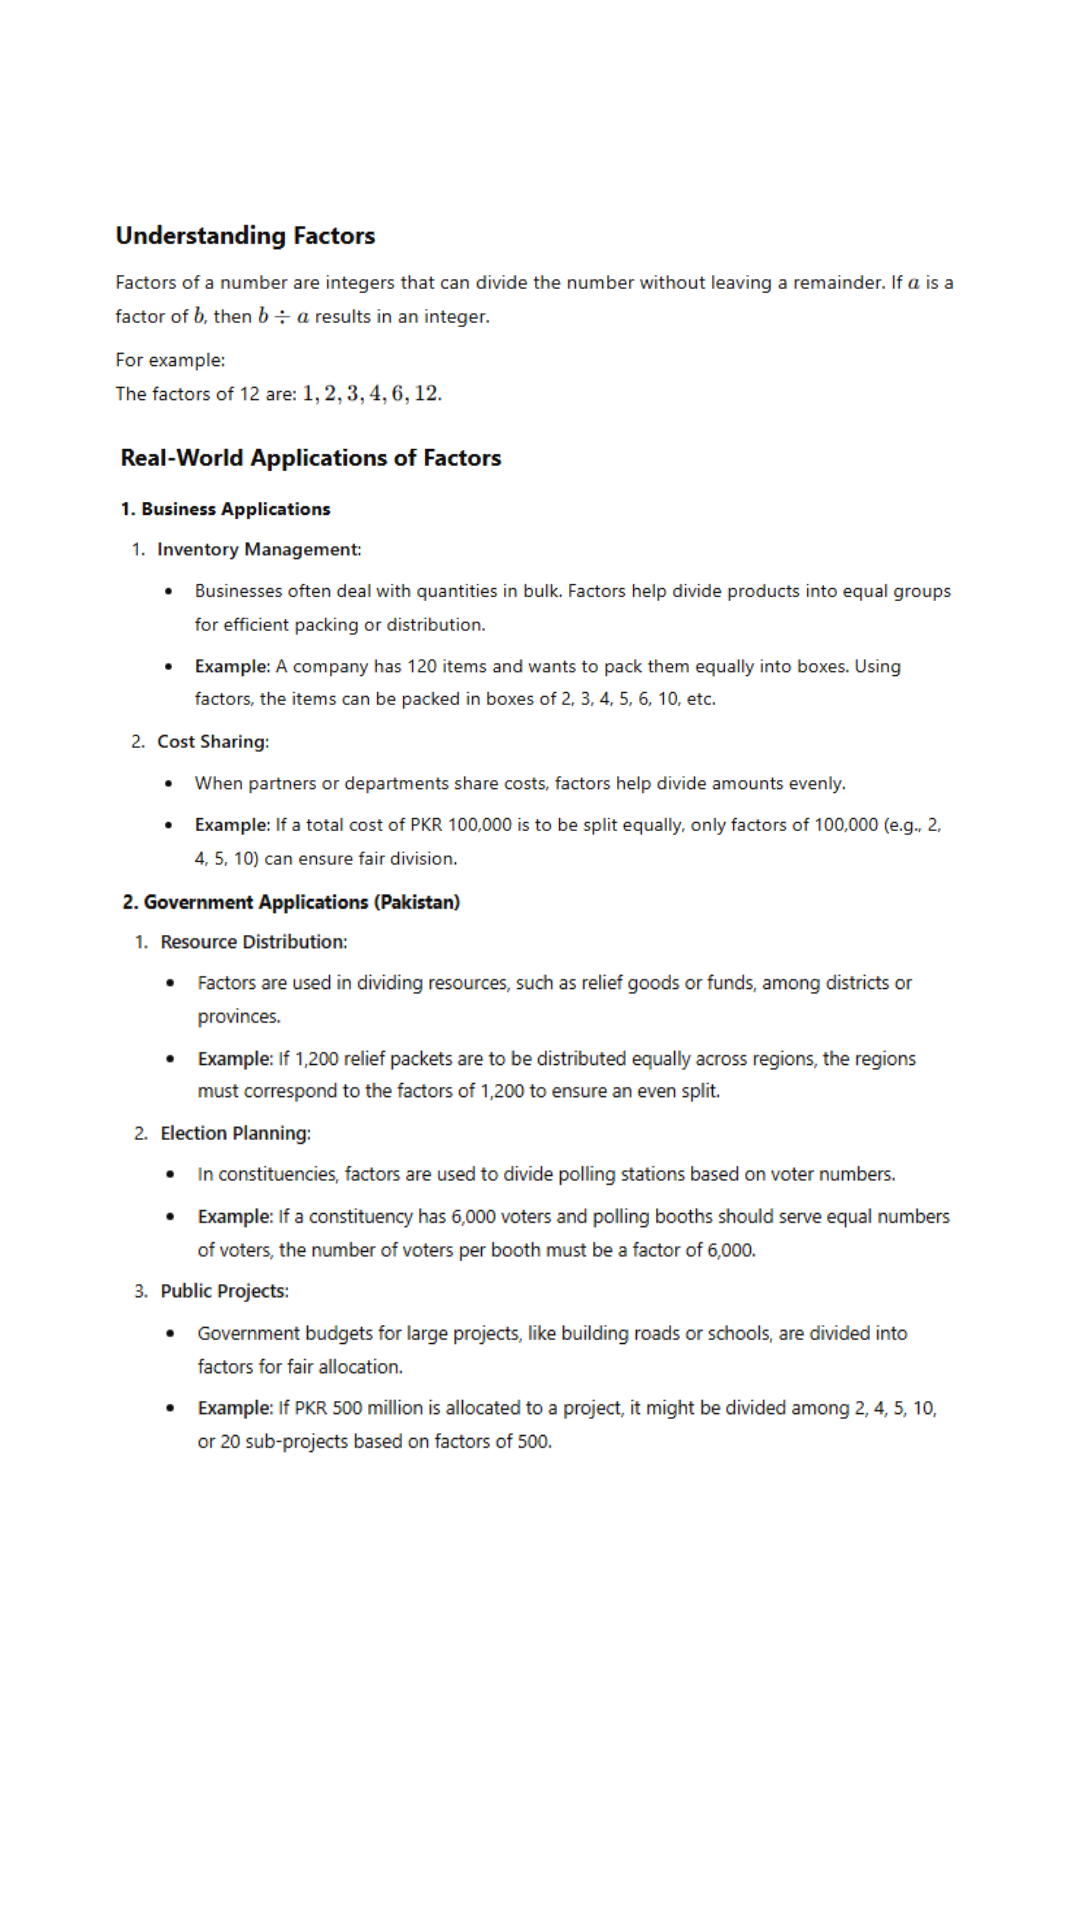 Understanding Factors
Factors of a number are integers that can divide the number without leaving a remainder. If a is a
factor of b, then b ÷ a results in an integer.
For example:
The factors of 12 are: 1, 2, 3, 4, 6, 12.
Real-World Applications of Factors
1. Business Applications
1. Inventory Management:
• Businesses often deal with quantities in bulk. Factors help divide products into equal groups
for efficient packing or distribution.
• Example: A company has 120 items and wants to pack them equally into boxes. Using
factors, the items can be packed in boxes of 2, 3, 4, 5, 6, 10, etc.
2. Cost Sharing:
• When partners or departments share costs, factors help divide amounts evenly.
• Example: If a total cost of PKR 100,000 is to be split equally, only factors of 100,000 (e.g., 2,
4, 5, 10) can ensure fair division.
2. Government Applications (Pakistan)
1. Resource Distribution:
• Factors are used in dividing resources, such as relief goods or funds, among districts or
provinces.
• Example: If 1,200 relief packets are to be distributed equally across regions, the regions
must correspond to the factors of 1,200 to ensure an even split.
2. Election Planning:
• In constituencies, factors are used to divide polling stations based on voter numbers.
• Example: If a constituency has 6,000 voters and polling booths should serve equal numbers
of voters, the number of voters per booth must be a factor of 6,000.
3. Public Projects:
• Government budgets for large projects, like building roads or schools, are divided into
factors for fair allocation.
• Example: If PKR 500 million is allocated to a project, it might be divided among 2, 4, 5, 10,
or 20 sub-projects based on factors of 500.